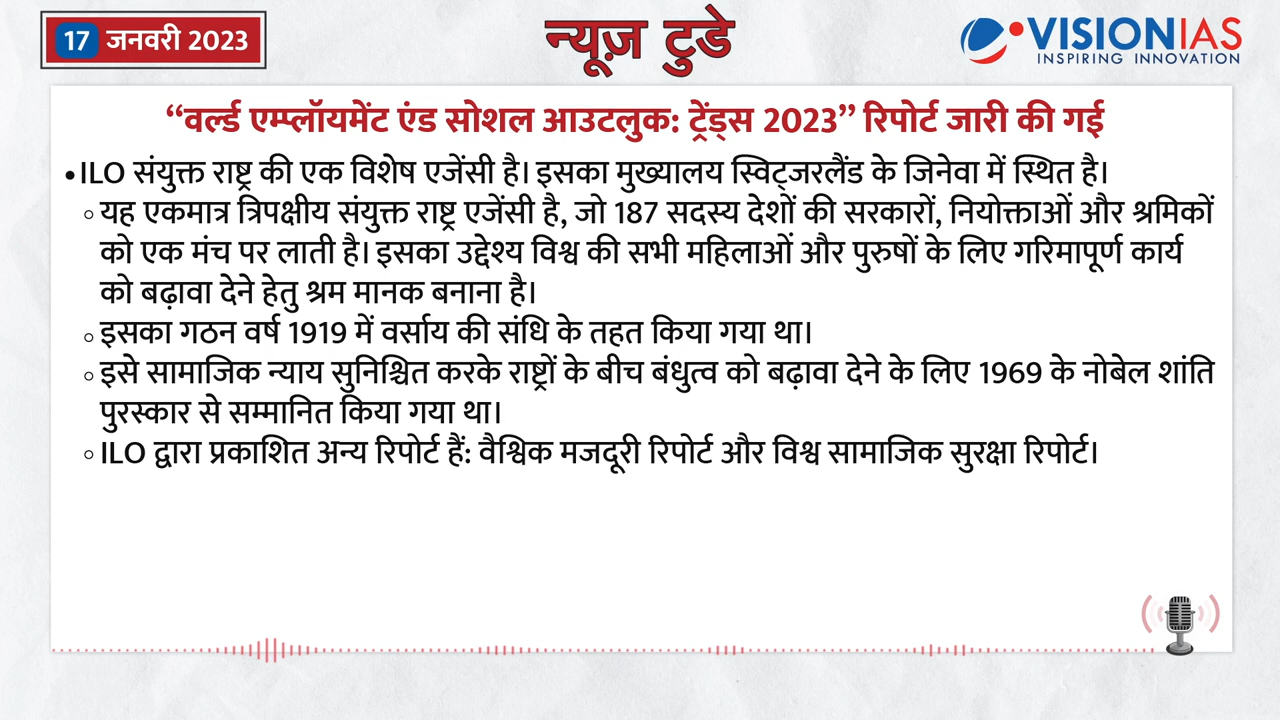 17 जनवरी 2023
न्यूज़ टुडे
VISIONIAS
INSPIRING INNOVATION
“वर्ल्ड एम्प्लॉयमेंट एंड सोशल आउटलुक: ट्रेंड्स 2023” रिपोर्ट जारी की गई
•ILO संयुक्त राष्ट्र की एक विशेष एजेंसी है। इसका मुख्यालय स्विट्जरलैंड के जिनेवा में स्थित है।
○यह एकमात्र त्रिपक्षीय संयुक्त राष्ट्र एजेंसी है, जो 187 सदस्य देशों की सरकारों, नियोक्ताओं और श्रमिकों
को एक मंच पर लाती है। इसका उद्देश्य विश्व की सभी महिलाओं और पुरुषों के लिए गरिमापूर्ण कार्य
को बढ़ावा देने हेतु श्रम मानक बनाना है।
○इसका गठन वर्ष 1919 में वर्साय की संधि के तहत किया गया था।
○इसे सामाजिक न्याय सुनिश्चित करके राष्ट्रों के बीच बंधुत्व को बढ़ावा देने के लिए 1969 के नोबेल शांति
पुरस्कार से सम्मानित किया गया था।
○ILO द्वारा प्रकाशित अन्य रिपोर्ट हैं: वैश्विक मजदूरी रिपोर्ट और विश्व सामाजिक सुरक्षा रिपोर्ट।